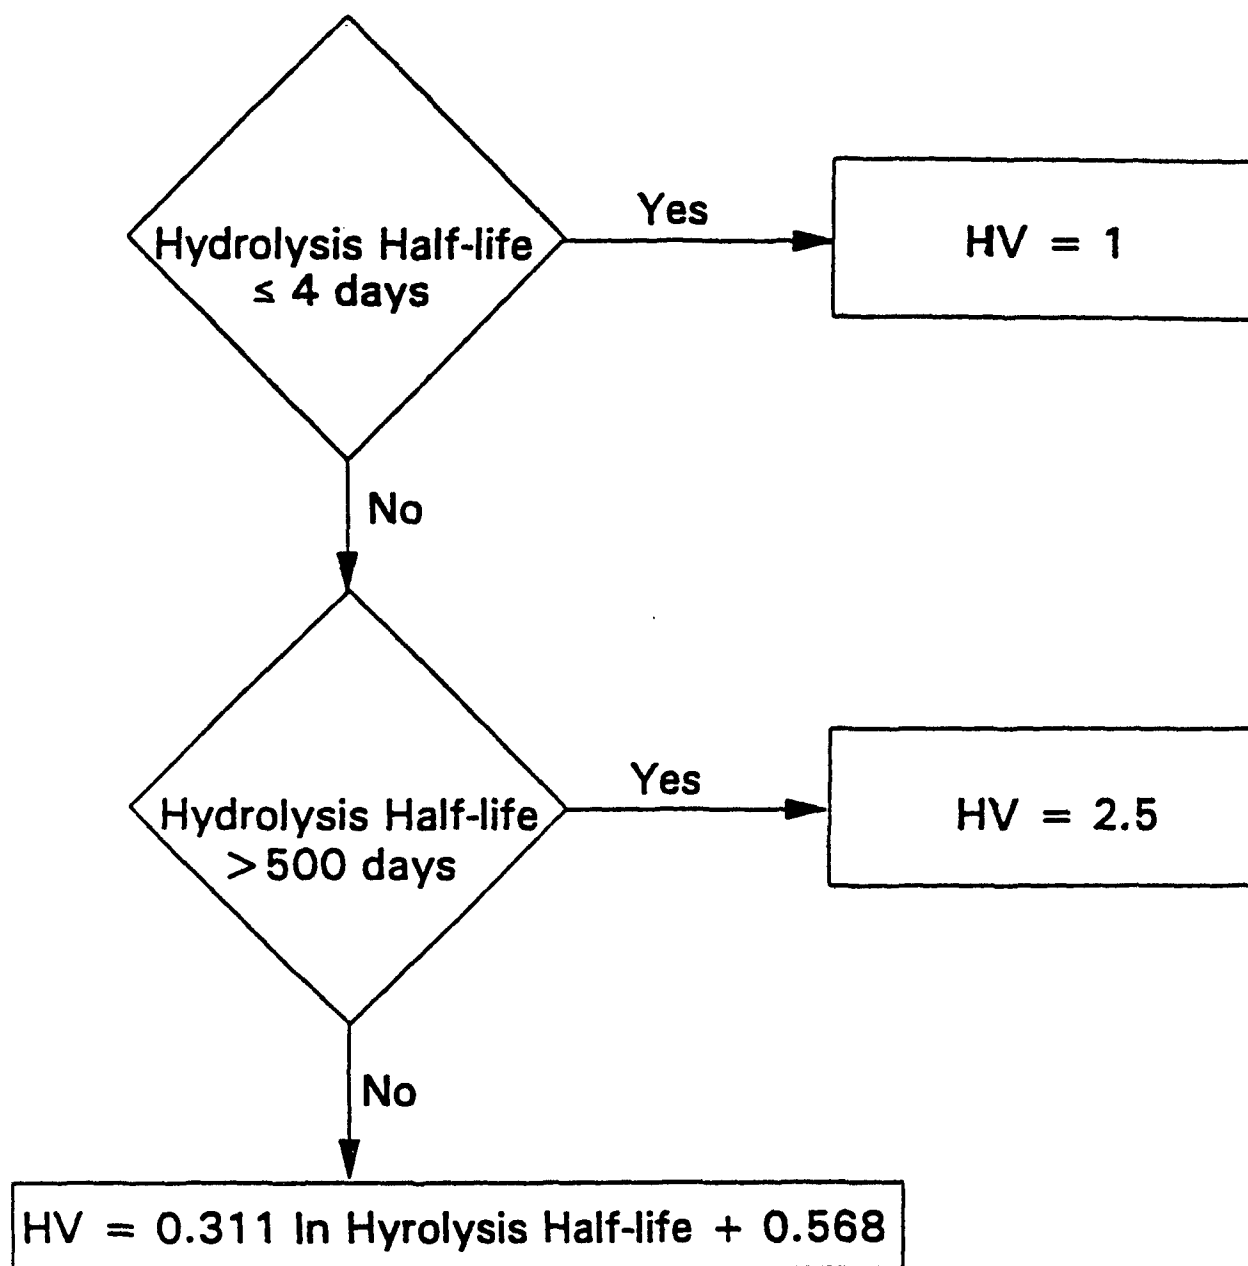 Hydrolysis Half-life
≤ 4 days
Yes
HV = 1
No
Hydrolysis Half-life
>500 days
Yes
HV = 2.5
No
HV = 0.311 ln Hyrolysis Half-life + 0.568